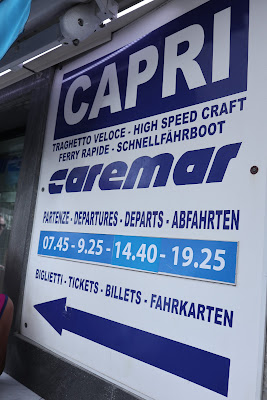 CAPRI
TRAGHETTO VELOCE - HIGH SPEED CRAFT
FERRY RAPIDE - SCHNELLFÄHRBOOT
caremar
PARTENZE - DEPARTURES - DEPARTS - ABFAHRTEN
07.45 - 9.25 - 14.40 - 19.25
BIGLIETTI - TICKETS - BILLETS - FAHRKARTEN